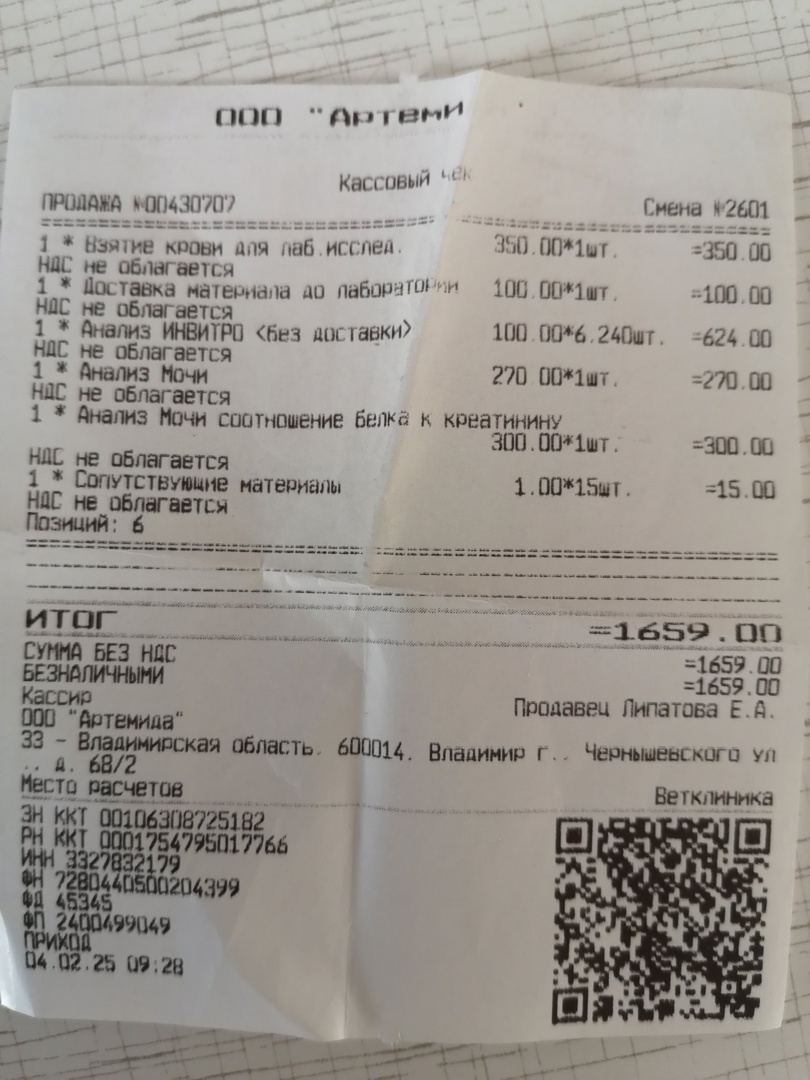 ООО "Артеми
Кассовый чек
ПРОДАЖА №00430707 Смена №2601
1 * Взятие крови для лаб.исслед. 350.00*1шт. =350.00
НДС не облагается
1 * Доставка материала до лаборатории 100.00*1шт. =100.00
НДС не облагается
1 * Анализ ИНВИТРО <без доставки> 100.00*6.240шт. =624.00
НДС не облагается
1 * Анализ Мочи 270.00*1шт. =270.00
НДС не облагается
1 * Анализ Мочи соотношение белка к креатинину
300.00*1шт. =300.00
НДС не облагается
1 * Сопутствующие материалы 1.00*15шт. =15.00
НДС не облагается
Позиций: 6
ИТОГ =1659.00
СУММА БЕЗ НДС =1659.00
БЕЗНАЛИЧНЫМИ =1659.00
Кассир Продавец Липатова Е.А.
ООО "Артемида"
33 - Владимирская область, 600014, Владимир г., Чернышевского ул
., д. 68/2
Место расчетов Ветклиника
ЗН ККТ 00106308725182
РН ККТ 0001754795017766
ИНН 3327832179
ФН 7280440500204399
ФД 45345
ФП 2400499049
ПРИХОД
04.02.25 09:28